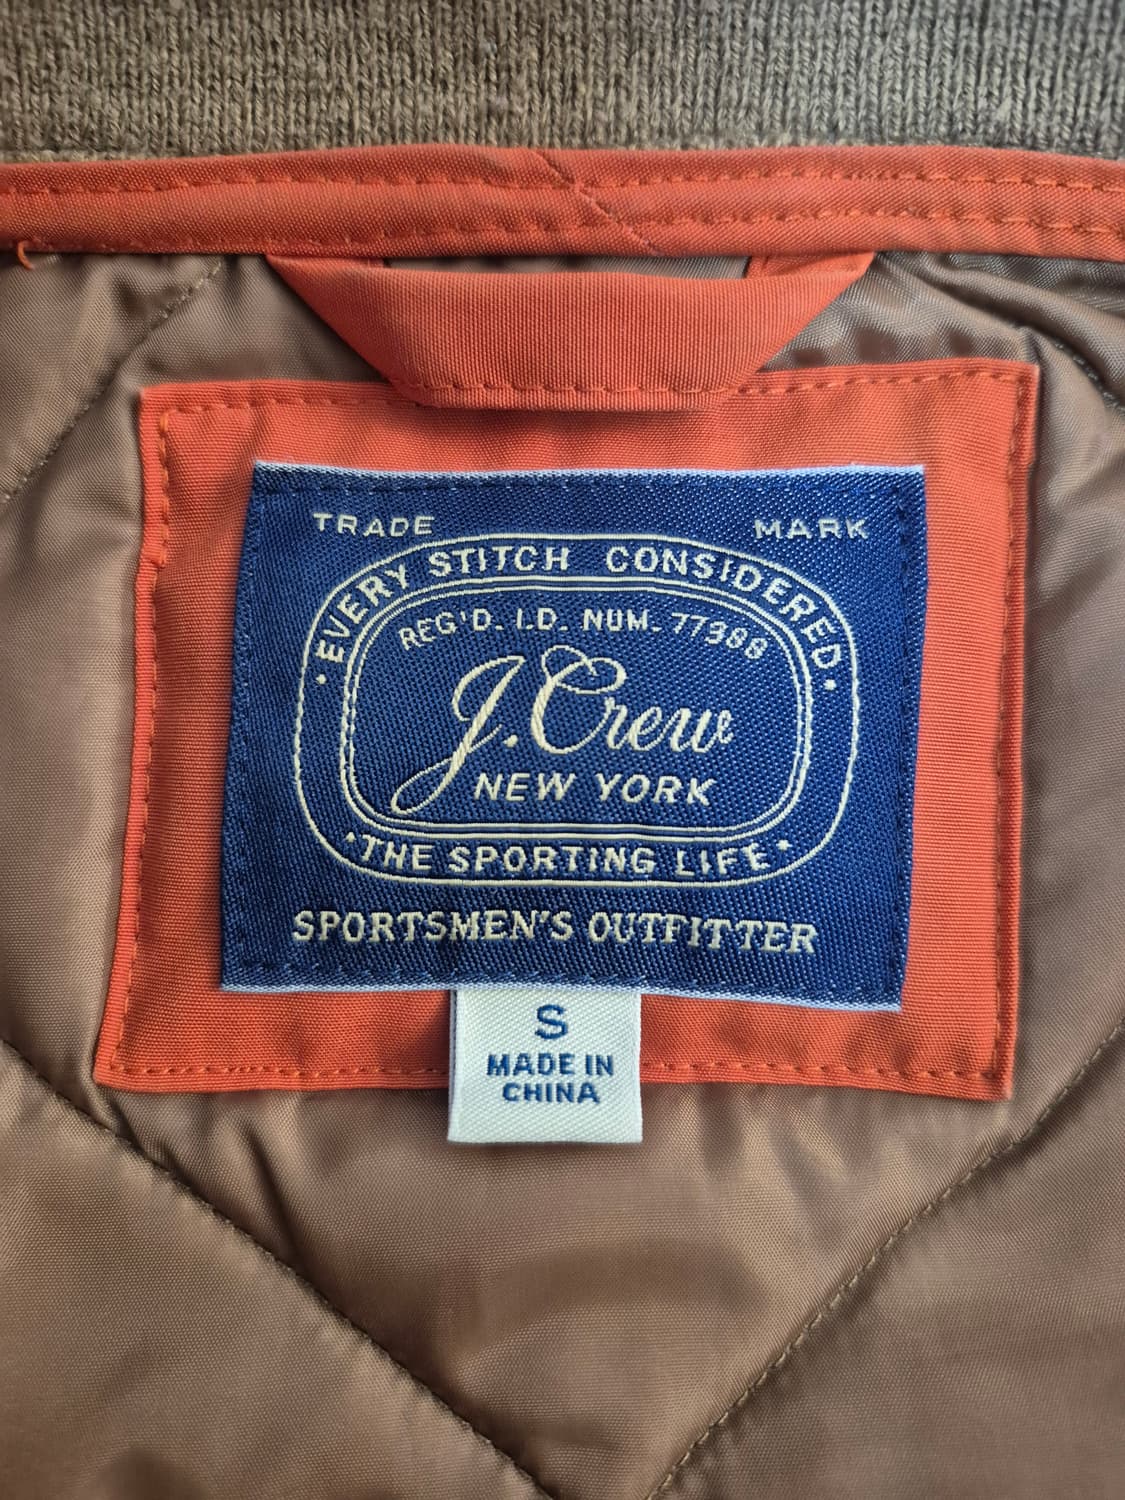 TRADE MARK
EVERY STITCH CONSIDERED
REG'D. I.D. NUM. 77388
J.Crew
NEW YORK
• THE SPORTING LIFE •
SPORTSMEN'S OUTFITTER
S
MADE IN
CHINA